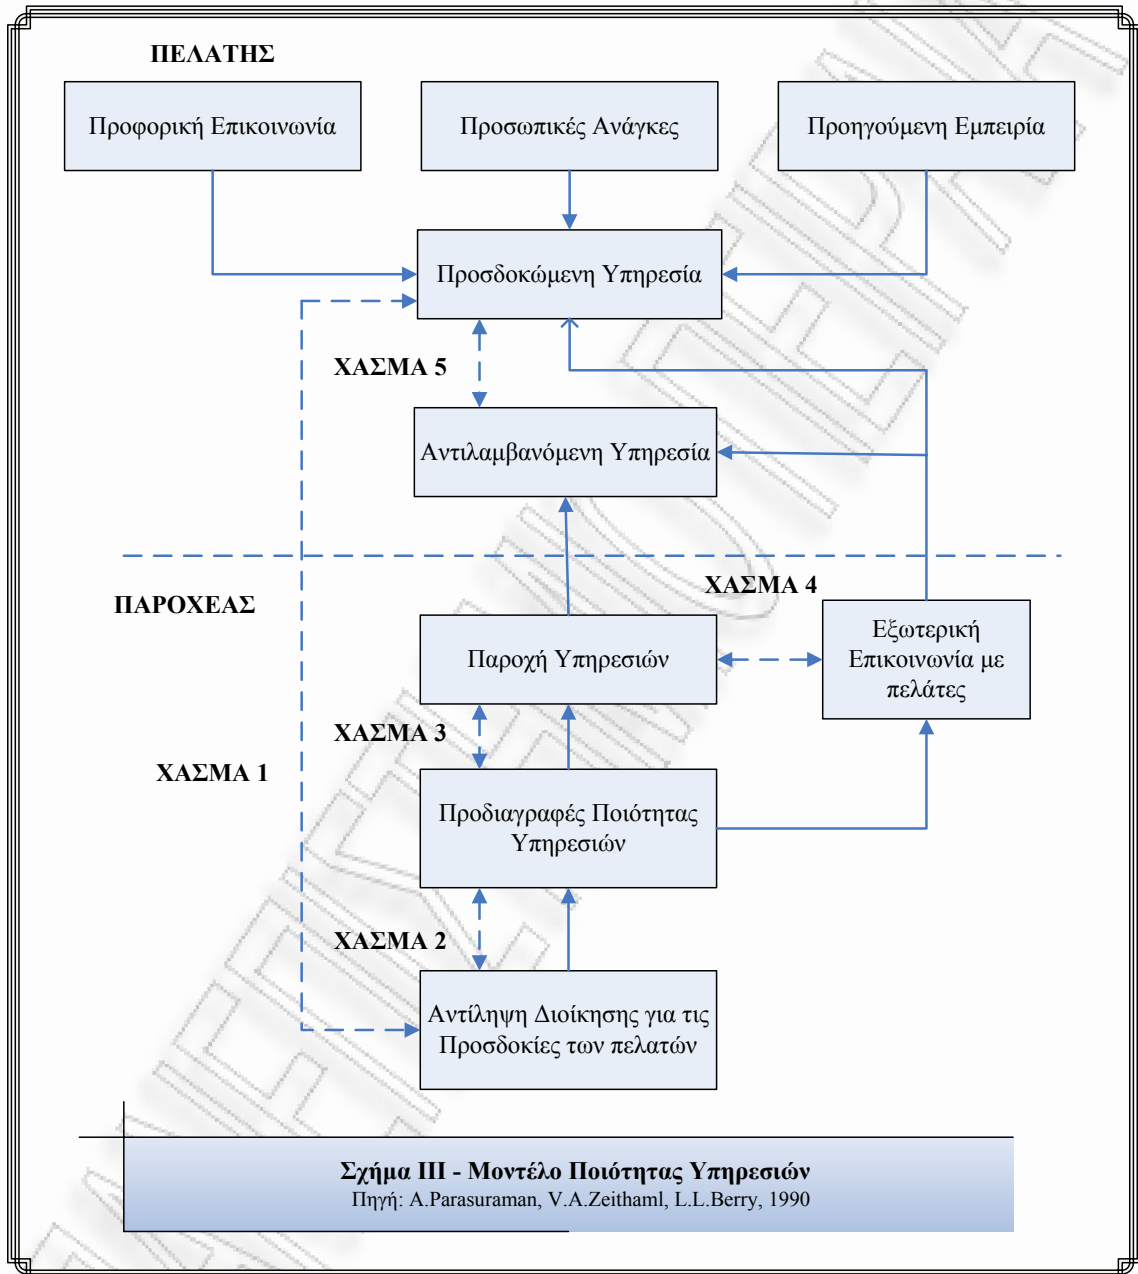 ΠΕΛΑΤΗΣ
Προφορική Επικοινωνία
Προσωπικές Ανάγκες
Προηγούμενη Εμπειρία
Προσδοκώμενη Υπηρεσία
ΧΑΣΜΑ 5
Αντιλαμβανόμενη Υπηρεσία
ΧΑΣΜΑ 4
ΠΑΡΟΧΕΑΣ
Παροχή Υπηρεσιών
Εξωτερική
Επικοινωνία με
πελάτες
ΧΑΣΜΑ 3
ΧΑΣΜΑ 1
Προδιαγραφές Ποιότητας
Υπηρεσιών
ΧΑΣΜΑ 2
Αντίληψη Διοίκησης για τις
Προσδοκίες των πελατών
Σχήμα ΙΙΙ - Μοντέλο Ποιότητας Υπηρεσιών
Πηγή: A.Parasuraman, V.A.Zeithaml, L.L.Berry, 1990